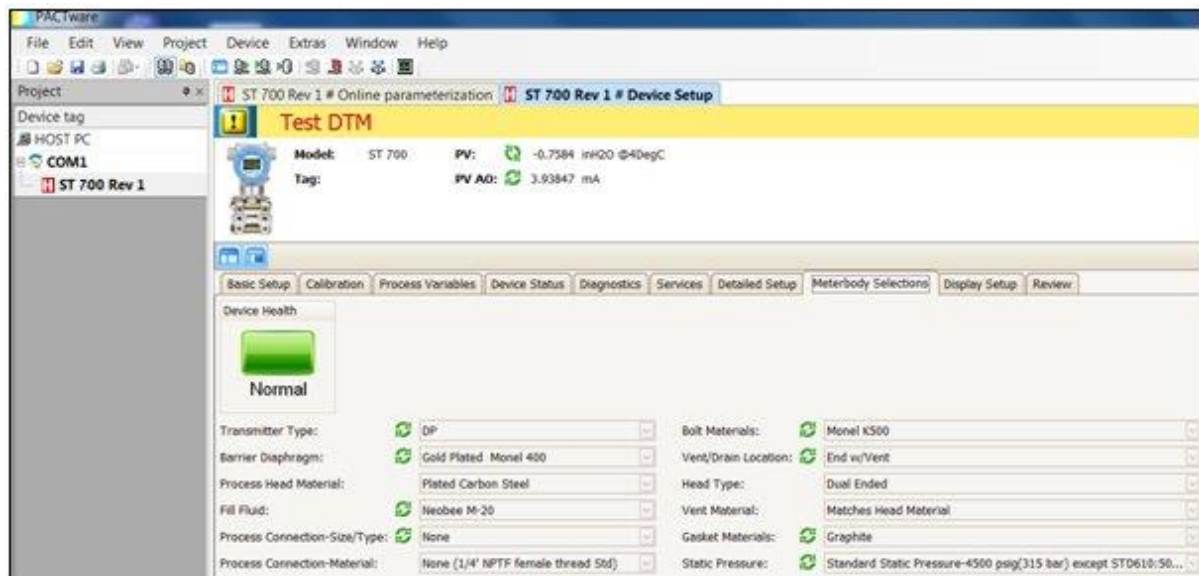 PACTware
File Edit View Project Device Extras Window Help
Project
ST 700 Rev 1 # Online parameterization ST 700 Rev 1 # Device Setup
Device tag
HOST PC
COM1
ST 700 Rev 1
Test DTM
Model: ST 700 PV: -0.7584 inH2O @4DegC
Tag: PV AO: 3.93847 mA
Basic Setup Calibration Process Variables Device Status Diagnostics Services Detailed Setup Meterbody Selections Display Setup Review
Device Health
Normal
Transmitter Type: DP Bolt Materials: Monel K500
Barrier Diaphragm: Gold Plated Monel 400 Vent/Drain Location: End w/Vent
Process Head Material: Plated Carbon Steel Head Type: Dual Ended
Fill Fluid: Neobee M-20 Vent Material: Matches Head Material
Process Connection-Size/Type: None Gasket Materials: Graphite
Process Connection-Material: None (1/4' NPTF female thread Std) Static Pressure: Standard Static Pressure-4500 psig(315 bar) except STD610:50...